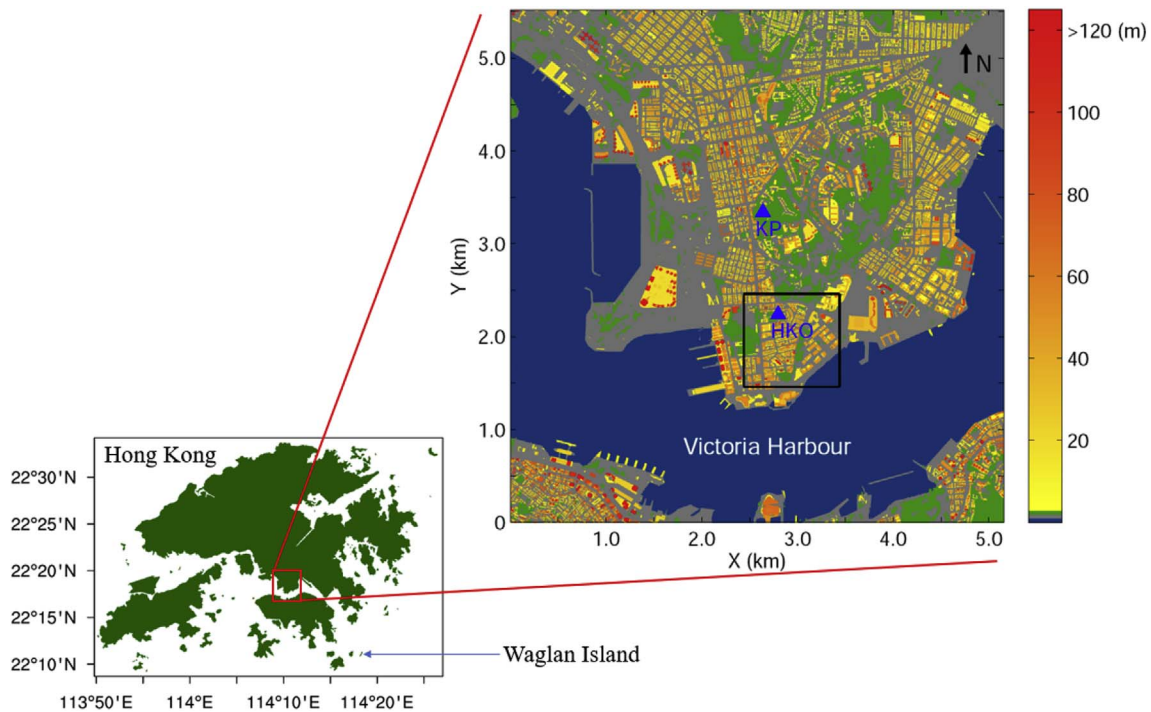 >120 (m)
100
80
60
40
20
N
5.0
4.0
3.0
2.0
1.0
0
Y (km)
KP
HKO
Victoria Harbour
1.0 2.0 3.0 4.0 5.0
X (km)
Hong Kong
22°30'N
22°25'N
22°20'N
22°15'N
22°10'N
Waglan Island
113°50'E 114°E 114°10'E 114°20'E